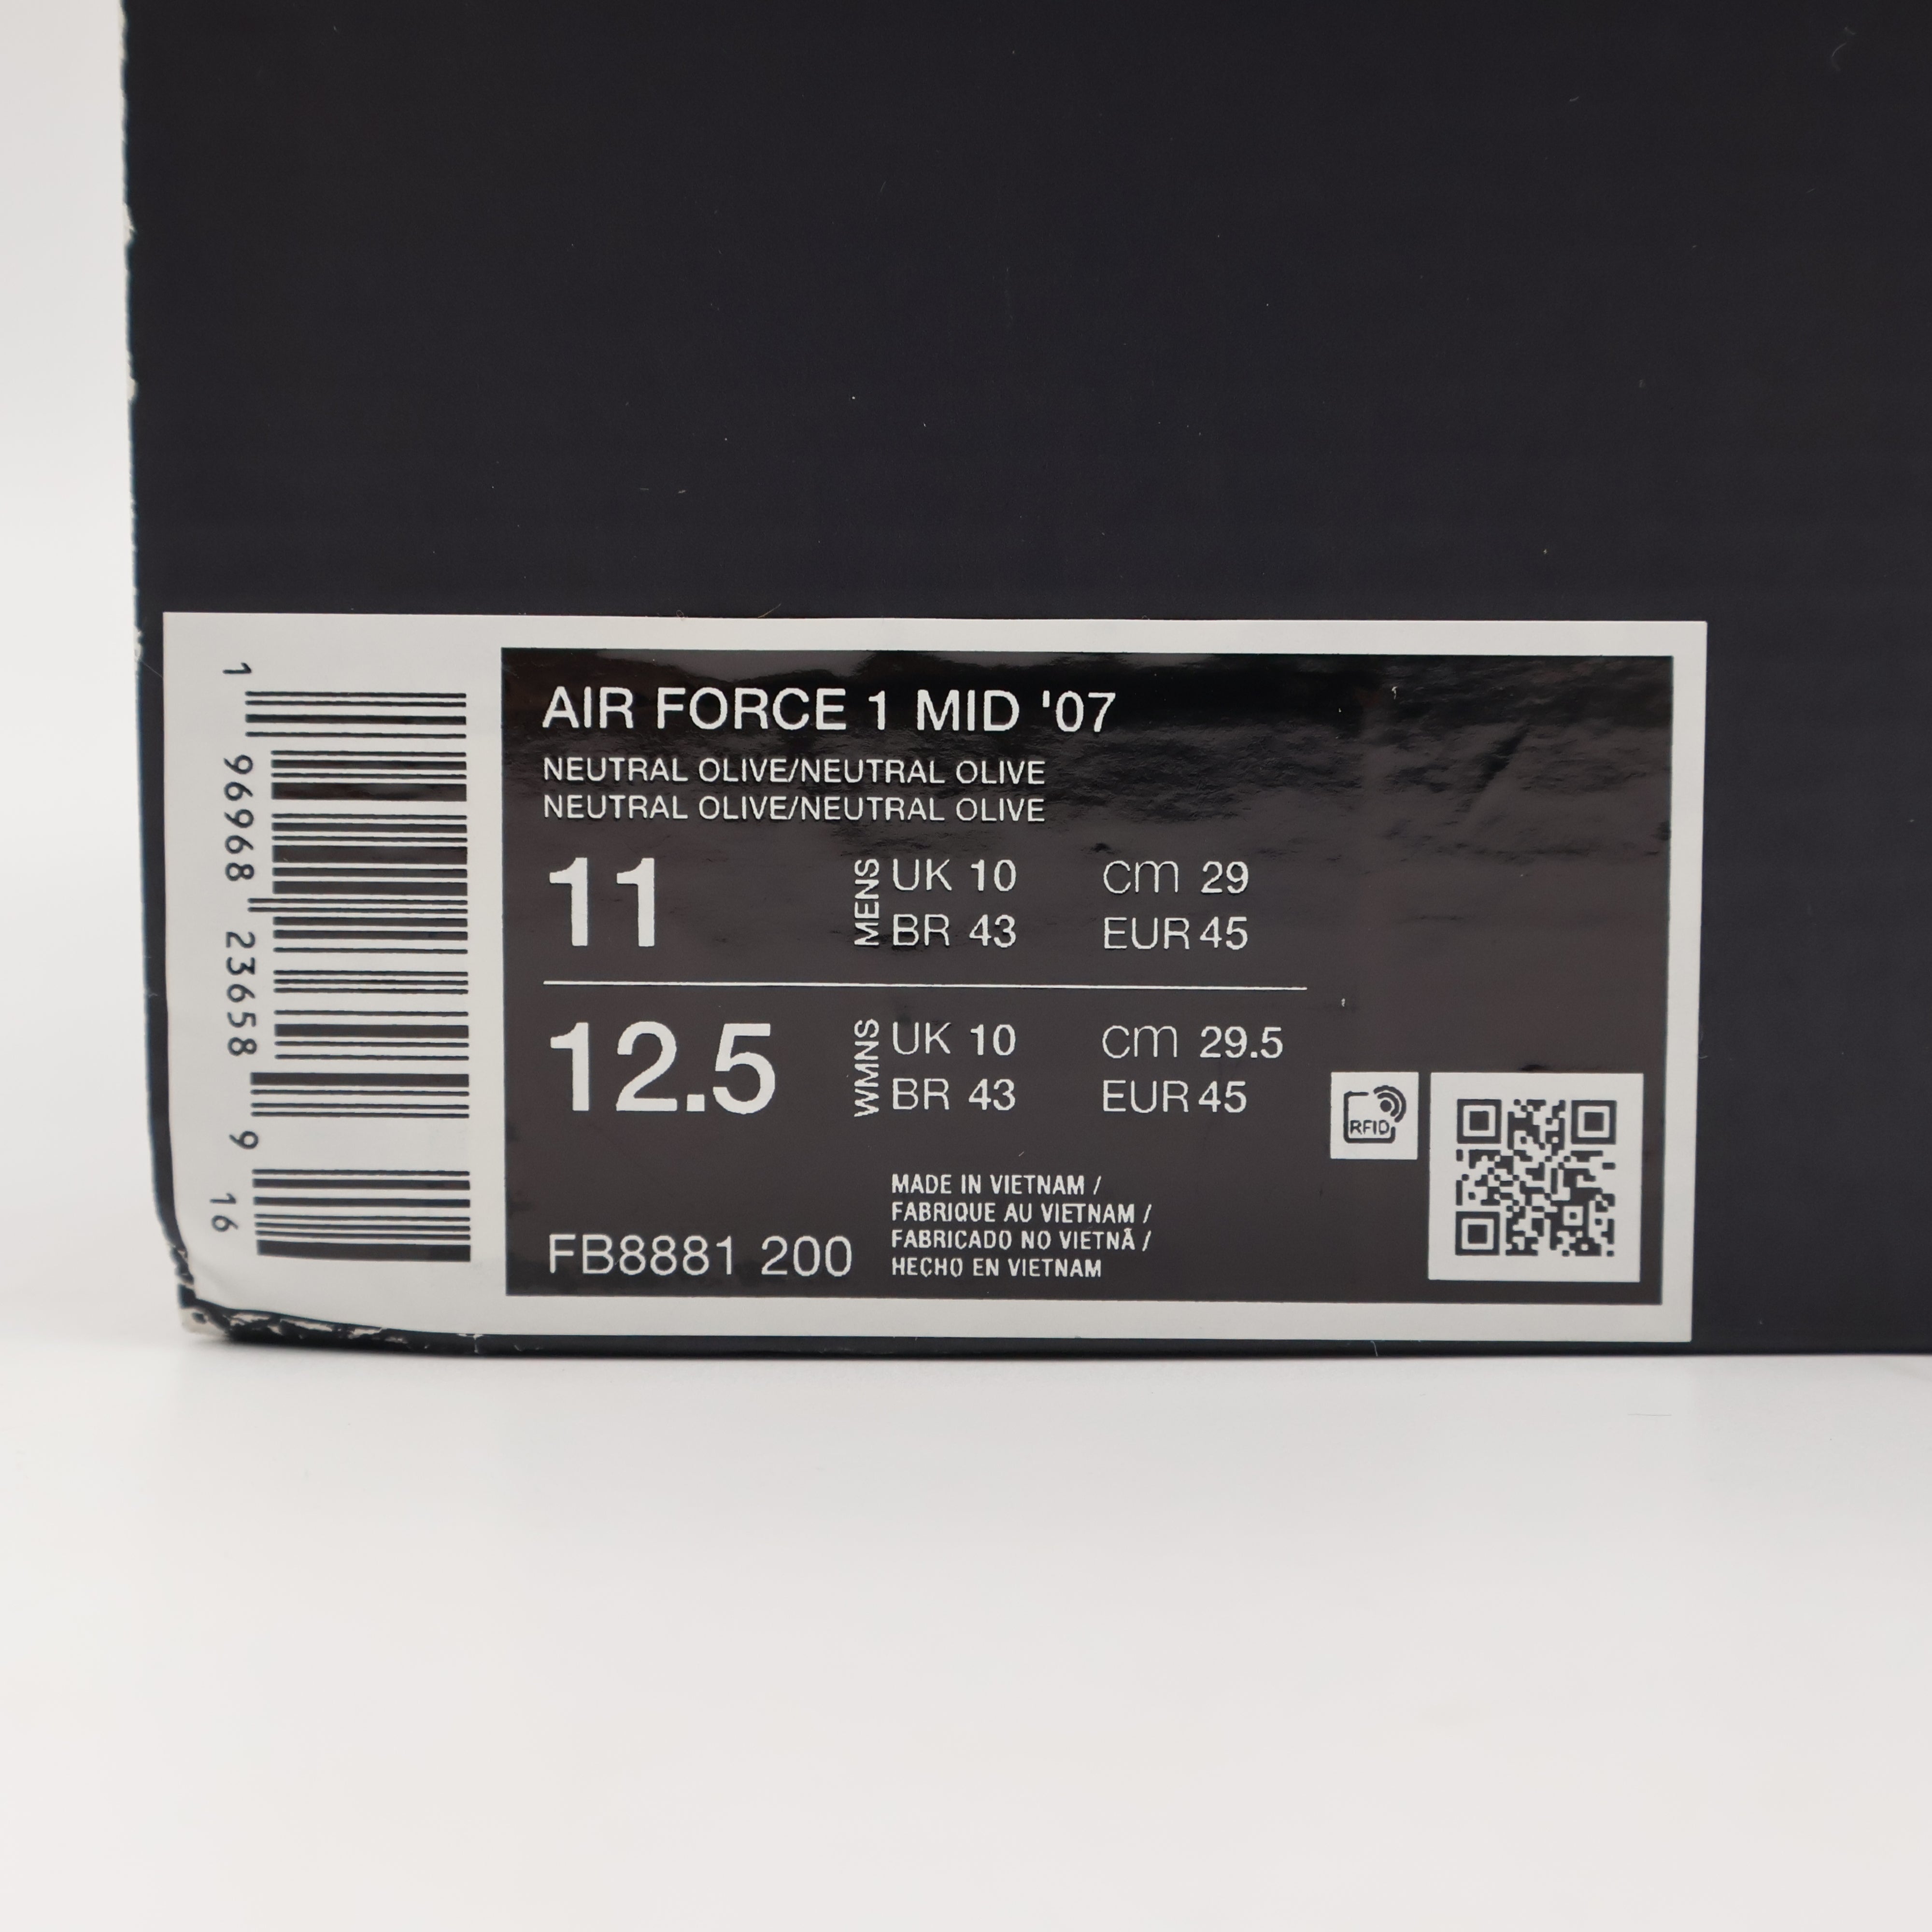 1 96968 23658 9 16
AIR FORCE 1 MID '07
NEUTRAL OLIVE/NEUTRAL OLIVE
NEUTRAL OLIVE/NEUTRAL OLIVE
11
MENS
UK 10 cm 29
BR 43 EUR 45
12.5
WMNS
UK 10 cm 29.5
BR 43 EUR 45
RFID
MADE IN VIETNAM /
FABRIQUE AU VIETNAM /
FABRICADO NO VIETNÃ /
HECHO EN VIETNAM
FB8881 200